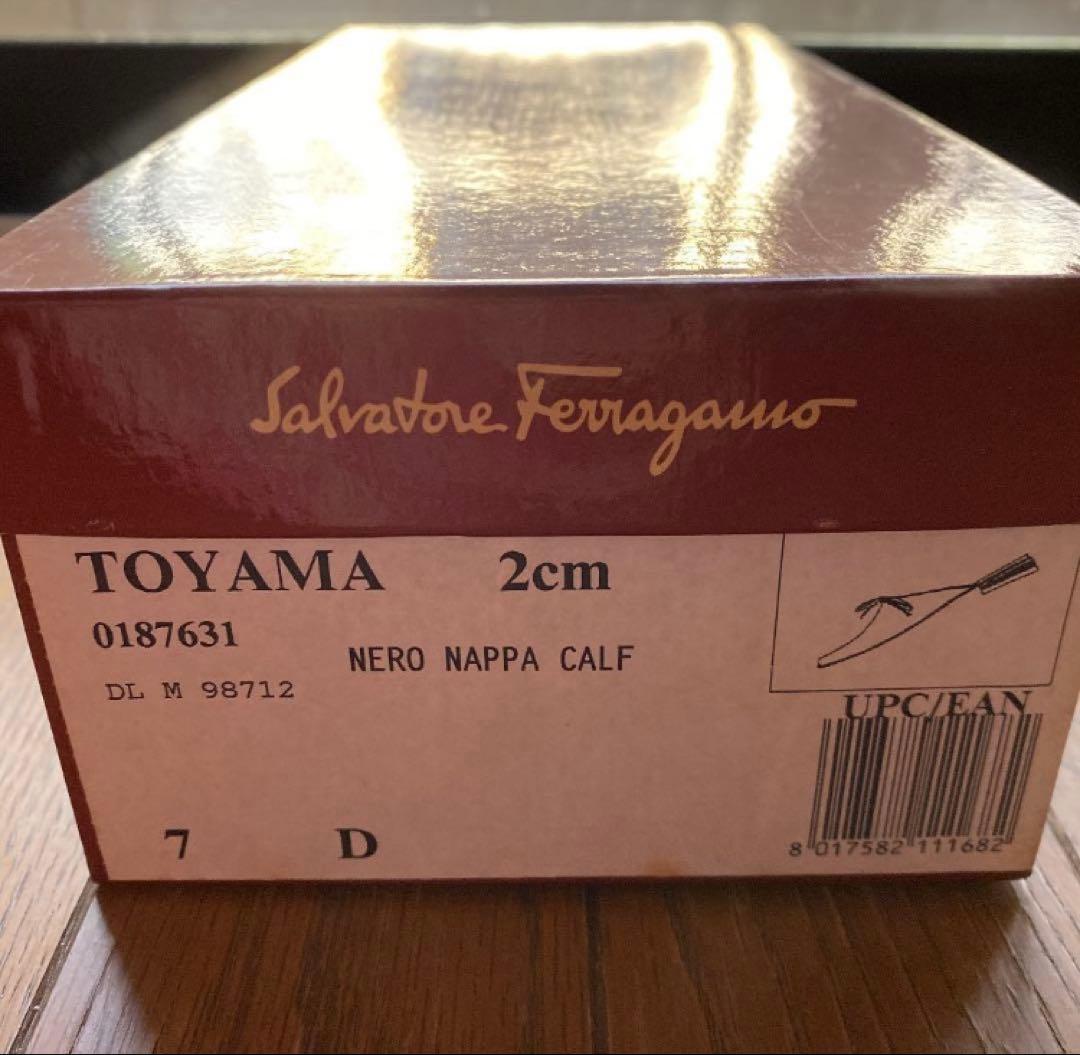 Salvatore Ferragamo
TOYAMA 2cm
0187631
NERO NAPPA CALF
DL M 98712
UPC/EAN
7 D
8 017582 111682